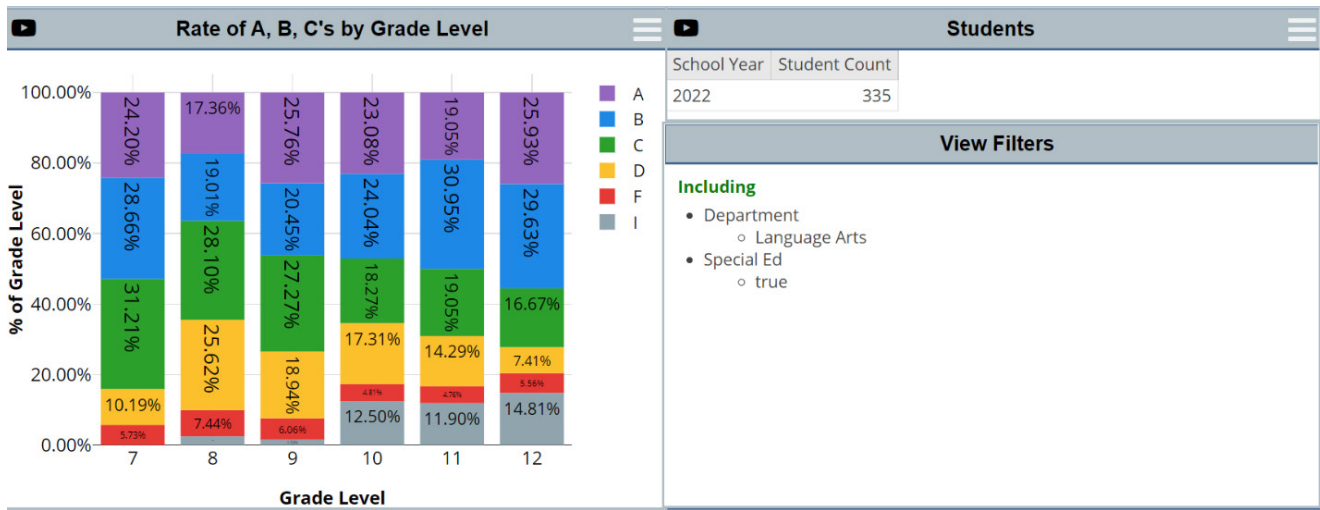 Rate of A, B, C's by Grade Level
% of Grade Level
100.00%
80.00%
60.00%
40.00%
20.00%
0.00%
24.20%
28.66%
31.21%
10.19%
5.73%
17.36%
19.01%
28.10%
25.62%
7.44%
25.76%
20.45%
27.27%
18.94%
6.06%
23.08%
24.04%
18.27%
17.31%
4.81%
12.50%
19.05%
30.95%
19.05%
14.29%
4.76%
11.90%
25.93%
29.63%
16.67%
7.41%
5.56%
14.81%
7 8 9 10 11 12
Grade Level
A
B
C
D
F
I
Students
School Year Student Count
2022 335
View Filters
Including
• Department
○ Language Arts
• Special Ed
○ true